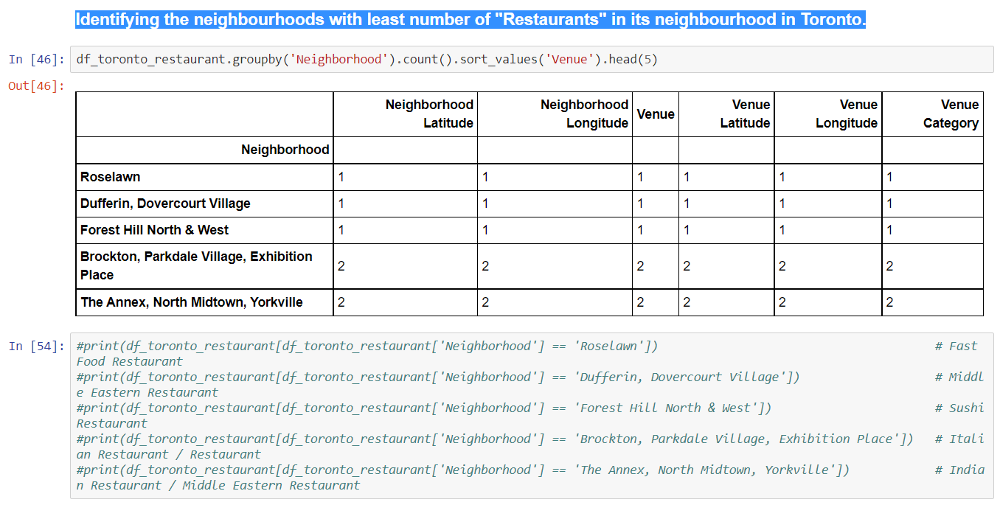 Identifying the neighbourhoods with least number of "Restaurants" in its neighbourhood in Toronto.
In [46]: df_toronto_restaurant.groupby('Neighborhood').count().sort_values('Venue').head(5)
Out[46]:
Neighborhood Latitude Neighborhood Longitude Venue Venue Latitude Venue Longitude Venue Category
Neighborhood
Roselawn 1 1 1 1 1 1
Dufferin, Dovercourt Village 1 1 1 1 1 1
Forest Hill North & West 1 1 1 1 1 1
Brockton, Parkdale Village, Exhibition Place 2 2 2 2 2 2
The Annex, North Midtown, Yorkville 2 2 2 2 2 2
In [54]: #print(df_toronto_restaurant[df_toronto_restaurant['Neighborhood'] == 'Roselawn']) # Fast
Food Restaurant
#print(df_toronto_restaurant[df_toronto_restaurant['Neighborhood'] == 'Dufferin, Dovercourt Village']) # Middl
e Eastern Restaurant
#print(df_toronto_restaurant[df_toronto_restaurant['Neighborhood'] == 'Forest Hill North & West']) # Sushi
Restaurant
#print(df_toronto_restaurant[df_toronto_restaurant['Neighborhood'] == 'Brockton, Parkdale Village, Exhibition Place']) # Itali
an Restaurant / Restaurant
#print(df_toronto_restaurant[df_toronto_restaurant['Neighborhood'] == 'The Annex, North Midtown, Yorkville']) # India
n Restaurant / Middle Eastern Restaurant